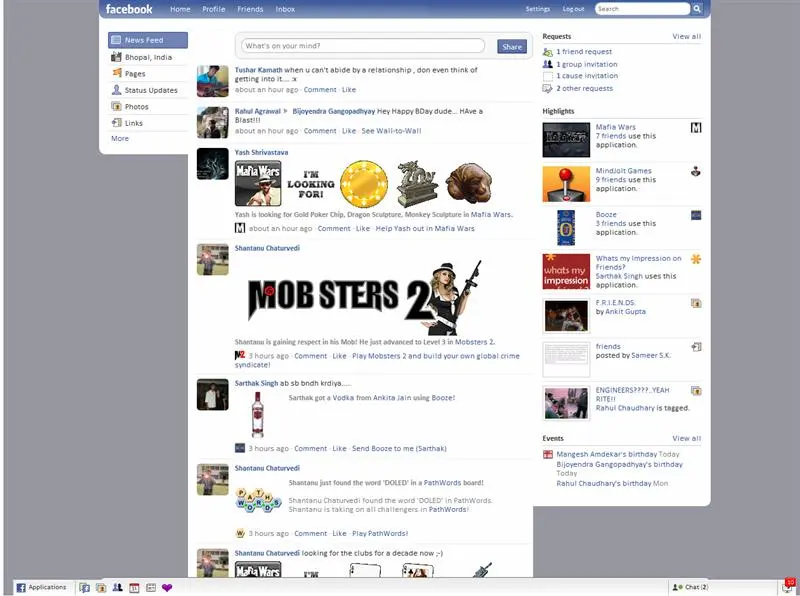 facebook Home Profile Friends Inbox Settings Log out Search
News Feed
Bhopal, India
Pages
Status Updates
Photos
Links
More
What's on your mind? Share
Tushar Kamath when u can't abide by a relationship , don even think of
getting into it.... :x
about an hour ago · Comment · Like
Rahul Agrawal Bijoyendra Gangopadhyay Hey Happy BDay dude... HAve a
Blast!!!
about an hour ago · Comment · Like · See Wall-to-Wall
Yash Shrivastava
Mafia Wars
I'M
LOOKING
FOR!
Yash is looking for Gold Poker Chip, Dragon Sculpture, Monkey Sculpture in Mafia Wars.
M about an hour ago · Comment · Like · Help Yash out in Mafia Wars
Shantanu Chaturvedi
MOBSTERS 2
Shantanu is gaining respect in his Mob! He just advanced to Level 3 in Mobsters 2.
M2 3 hours ago · Comment · Like · Play Mobsters 2 and build your own global crime
syndicate!
Sarthak Singh ab sb bndh krdiya.....
Sarthak got a Vodka from Ankita Jain using Booze!
3 hours ago · Comment · Like · Send Booze to me (Sarthak)
Shantanu Chaturvedi
Shantanu just found the word 'DOLED' in a PathWords board!
PATH
WORDS
Shantanu Chaturvedi found the word 'DOLED' in PathWords.
Shantanu is taking on all challengers in PathWords!
W 3 hours ago · Comment · Like · Play PathWords!
Shantanu Chaturvedi looking for the clubs for a decade now ;-)
Mafia Wars
I'M
Requests View all
1 friend request
1 group invitation
1 cause invitation
2 other requests
Highlights
Mafia Wars M
7 friends use this
application.
MindJolt Games
9 friends use this
application.
Booze
3 friends use this
application.
whats my
impression
Whats my Impression on
Friends?
Sarthak Singh uses this
application.
F.R.I.E.N.D.S.
by Ankit Gupta
friends
posted by Sameer S.K.
ENGINEERS????..YEAH
RITE!!
Rahul Chaudhary is tagged.
Events View all
Mangesh Amdekar's birthday Today
Bijoyendra Gangopadhyay's birthday
Today
Rahul Chaudhary's birthday Mon
Applications 31 Chat (2) 10